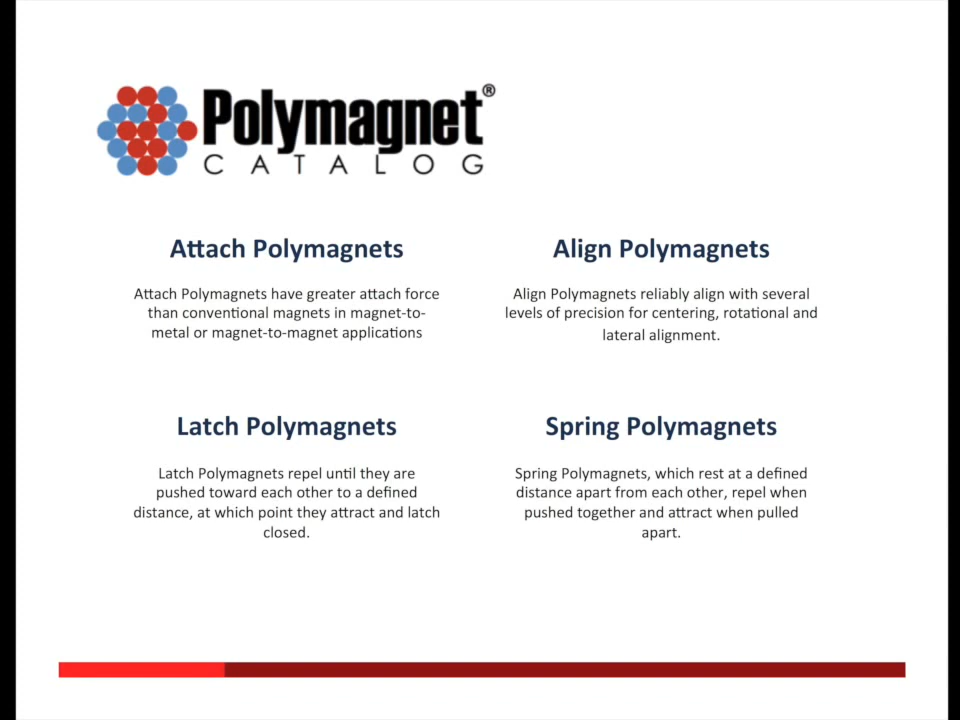 Polymagnet®
CATALOG
Attach Polymagnets
Attach Polymagnets have greater attach force
than conventional magnets in magnet-to-
metal or magnet-to-magnet applications
Align Polymagnets
Align Polymagnets reliably align with several
levels of precision for centering, rotational and
lateral alignment.
Latch Polymagnets
Latch Polymagnets repel until they are
pushed toward each other to a defined
distance, at which point they attract and latch
closed.
Spring Polymagnets
Spring Polymagnets, which rest at a defined
distance apart from each other, repel when
pushed together and attract when pulled
apart.